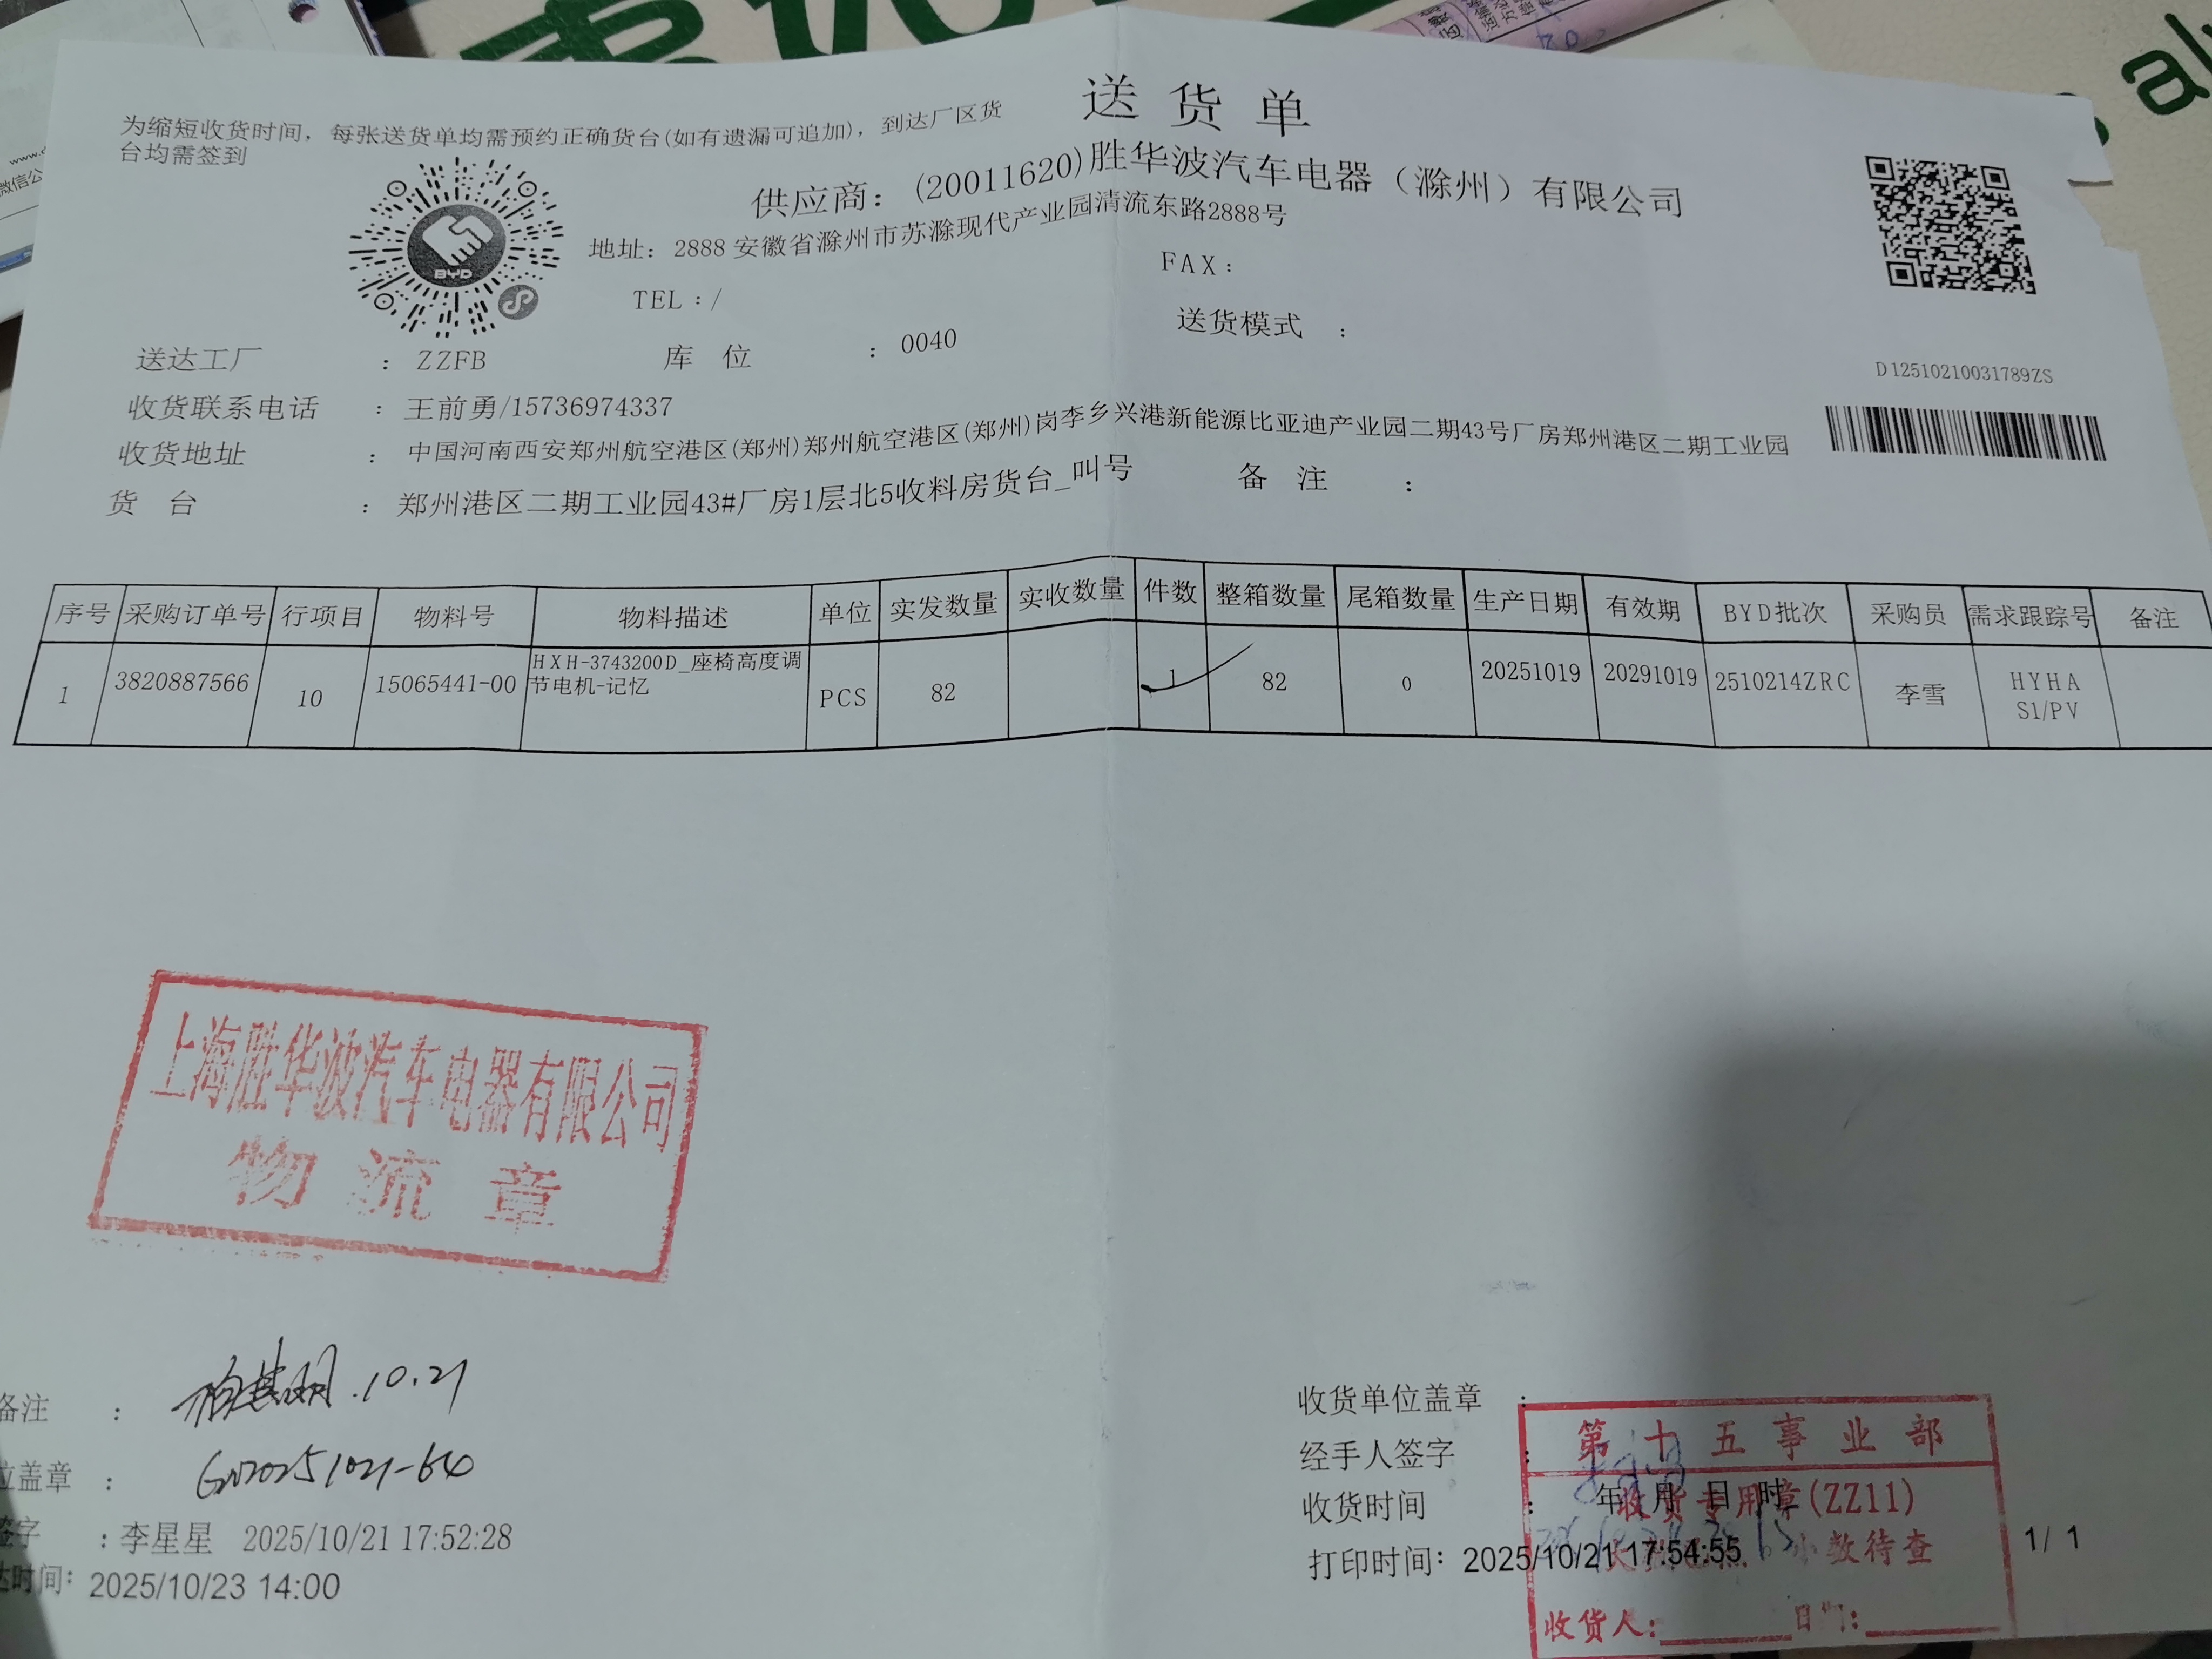 送货单
为缩短收货时间，每张送货单均需预约正确货台(如有遗漏可追加)，到达厂区货
台均需签到
供应商：(20011620)胜华波汽车电器（滁州）有限公司
地址：2888 安徽省滁州市苏滁现代产业园清流东路2888号
BYD
TEL：/
FAX：
送达工厂 ： ZZFB 库 位 ： 0040 送货模式 ：
D12510210031789ZS
收货联系电话 ： 王前勇/15736974337
收货地址 ： 中国河南西安郑州航空港区(郑州)郑州航空港区(郑州)岗李乡兴港新能源比亚迪产业园二期43号厂房郑州港区二期工业园
货 台 ： 郑州港区二期工业园43#厂房1层北5收料房货台_叫号 备 注 ：
序号 采购订单号 行项目 物料号 物料描述 单位 实发数量 实收数量 件数 整箱数量 尾箱数量 生产日期 有效期 BYD批次 采购员 需求跟踪号 备注
1 3820887566 10 15065441-00 HXH-3743200D_座椅高度调 PCS 82 1 82 0 20251019 20291019 2510214ZRC 李雪 HYHA
节电机-记忆 S1/PV
上海胜华波汽车电器有限公司
物流章
备注 ： 10.21
位盖章 ： 20251021-64
签字 ：李星星 2025/10/21 17:52:28
达时间：2025/10/23 14:00
收货单位盖章 ：
经手人签字 ：
收货时间 ： 年 月 日 时
打印时间：2025/10/21 17:54:55
1/ 1
第十五事业部
收货专用章(ZZ11)
小数待查
收货人： 日